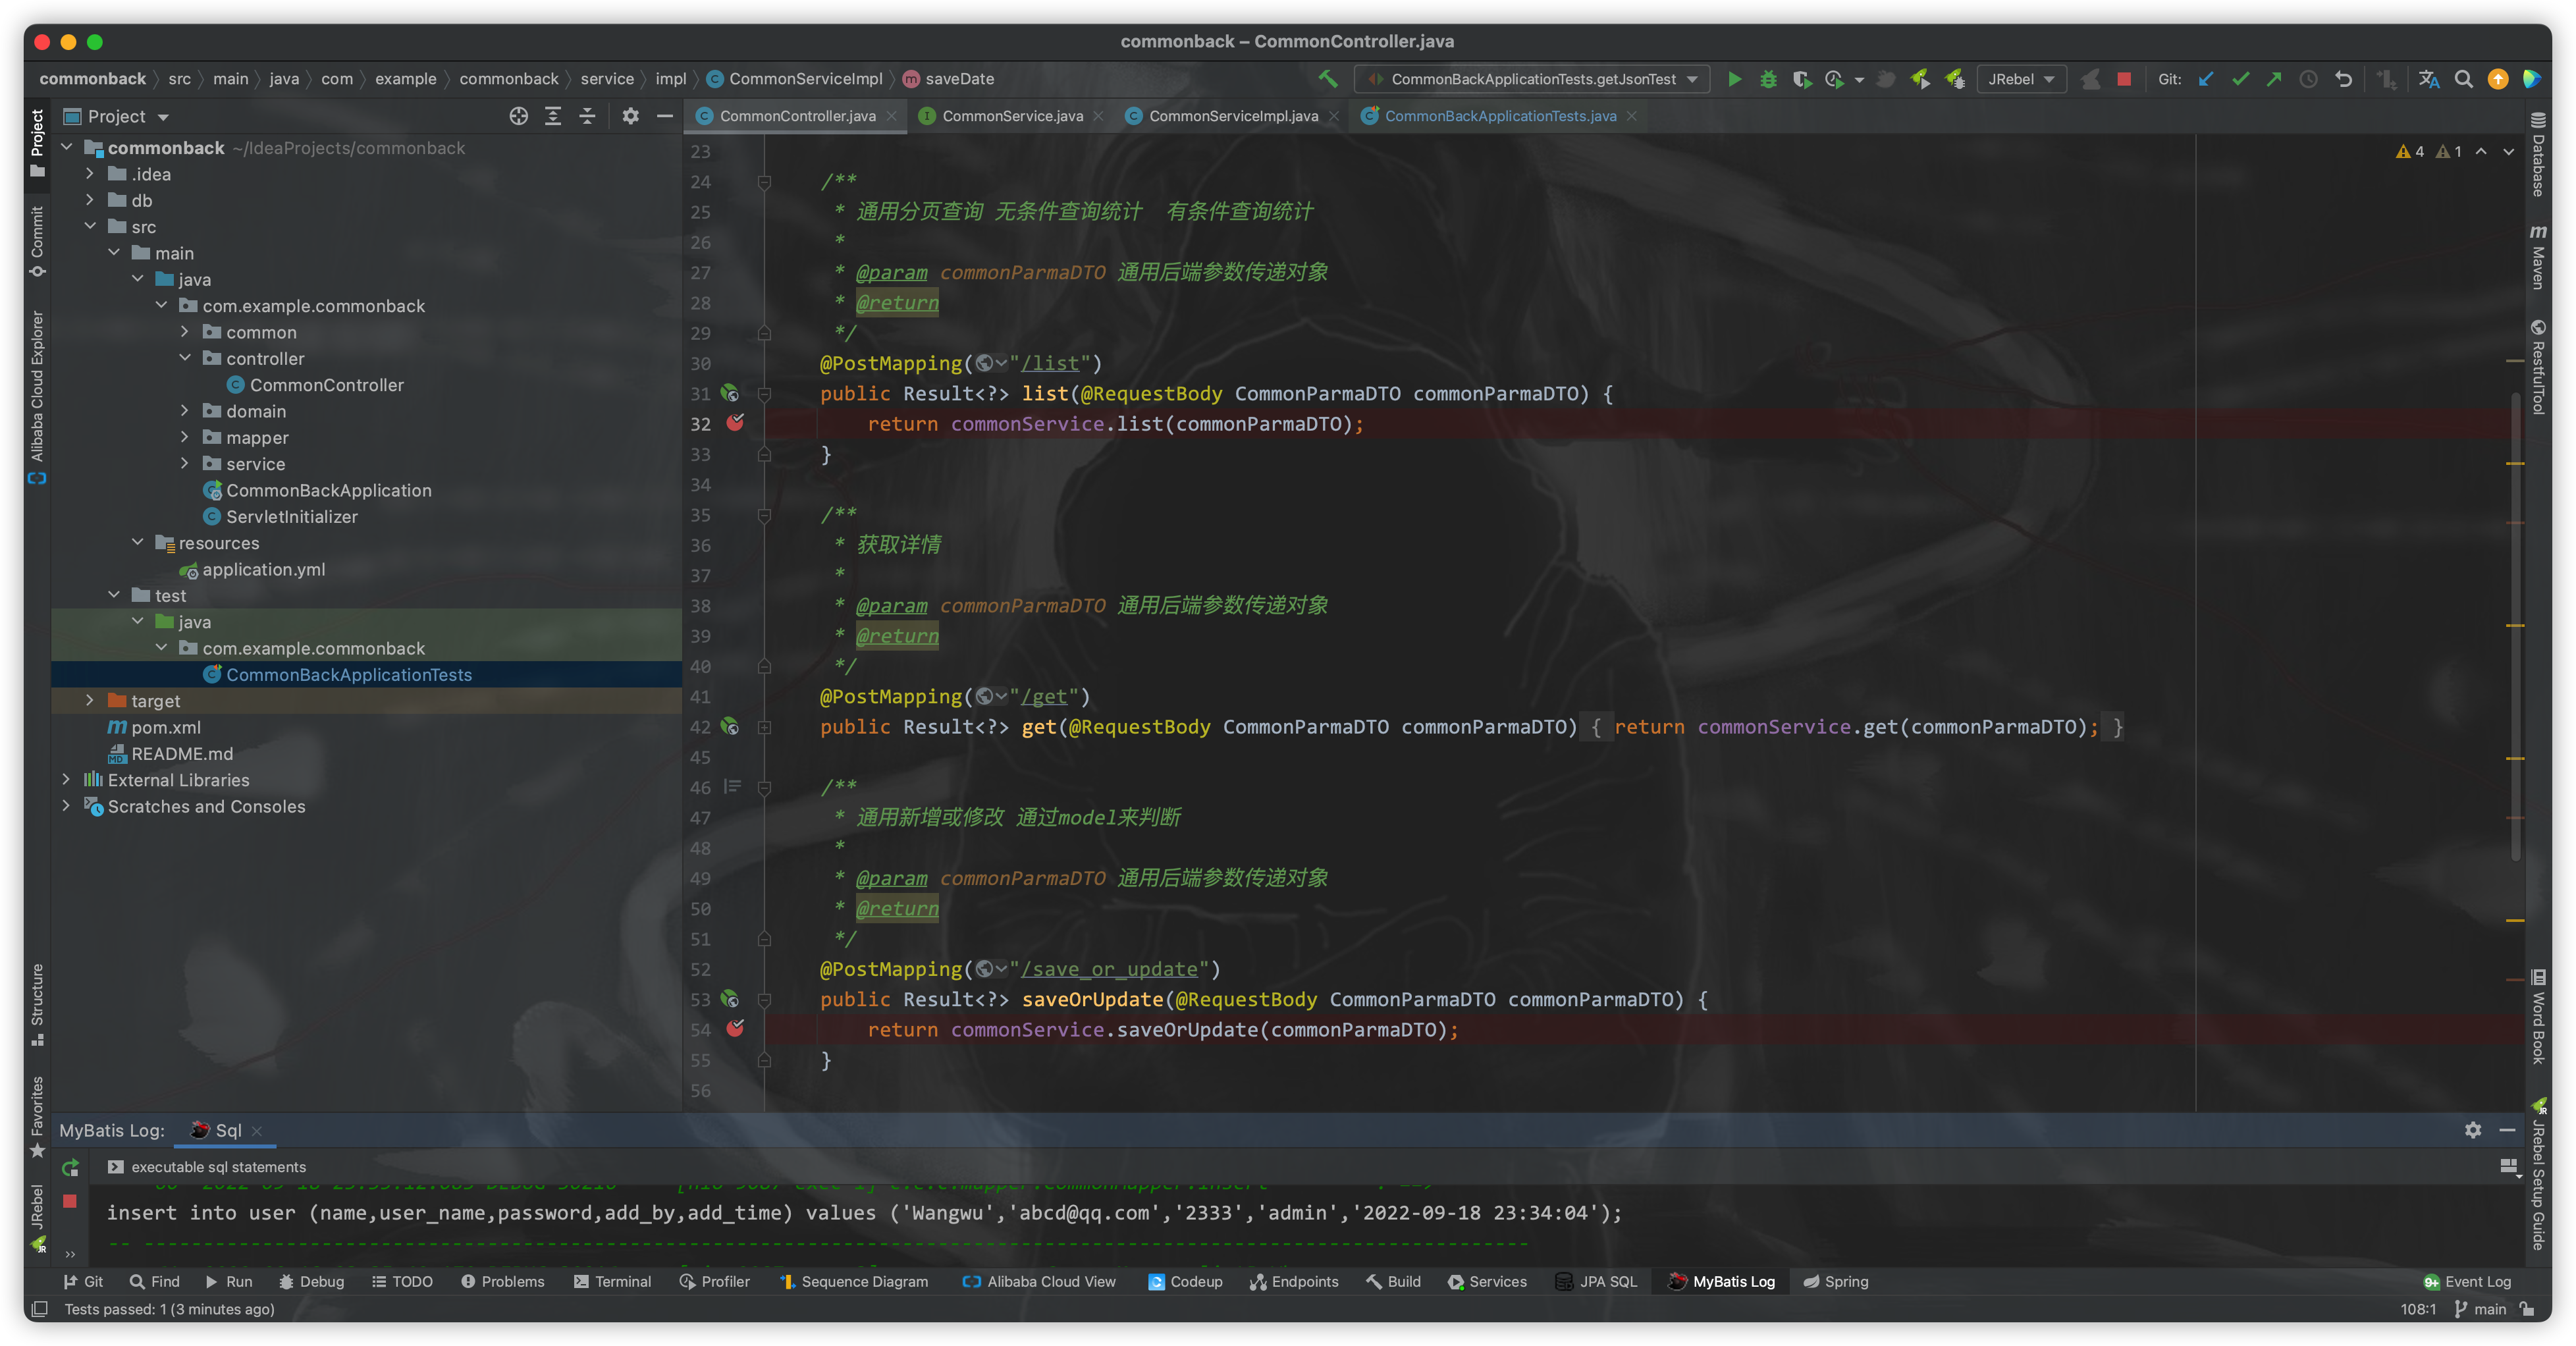 commonback – CommonController.java
commonback src main java com example commonback service impl CommonServiceImpl saveDate
CommonBackApplicationTests.getJsonTest JRebel Git:
Project
CommonController.java CommonService.java CommonServiceImpl.java CommonBackApplicationTests.java
4 1
commonback ~/IdeaProjects/commonback
.idea
db
src
main
java
com.example.commonback
common
controller
CommonController
domain
mapper
service
CommonBackApplication
ServletInitializer
resources
application.yml
test
java
com.example.commonback
CommonBackApplicationTests
target
pom.xml
README.md
External Libraries
Scratches and Consoles
Project
Commit
Alibaba Cloud Explorer
Structure
Favorites
JRebel
23
24 /**
25 * 通用分页查询 无条件查询统计 有条件查询统计
26 *
27 * @param commonParmaDTO 通用后端参数传递对象
28 * @return
29 */
30 @PostMapping("/list")
31 public Result<?> list(@RequestBody CommonParmaDTO commonParmaDTO) {
32 return commonService.list(commonParmaDTO);
33 }
34
35 /**
36 * 获取详情
37 *
38 * @param commonParmaDTO 通用后端参数传递对象
39 * @return
40 */
41 @PostMapping("/get")
42 public Result<?> get(@RequestBody CommonParmaDTO commonParmaDTO) { return commonService.get(commonParmaDTO); }
45
46 /**
47 * 通用新增或修改 通过model来判断
48 *
49 * @param commonParmaDTO 通用后端参数传递对象
50 * @return
51 */
52 @PostMapping("/save_or_update")
53 public Result<?> saveOrUpdate(@RequestBody CommonParmaDTO commonParmaDTO) {
54 return commonService.saveOrUpdate(commonParmaDTO);
55 }
56
Database
Maven
RestfulTool
Word Book
JRebel Setup Guide
MyBatis Log: Sql
executable sql statements
insert into user (name,user_name,password,add_by,add_time) values ('Wangwu','abcd@qq.com','2333','admin','2022-09-18 23:34:04');
Git Find Run Debug TODO Problems Terminal Profiler Sequence Diagram Alibaba Cloud View Codeup Endpoints Build Services JPA SQL MyBatis Log Spring 9+ Event Log
Tests passed: 1 (3 minutes ago) 108:1 main